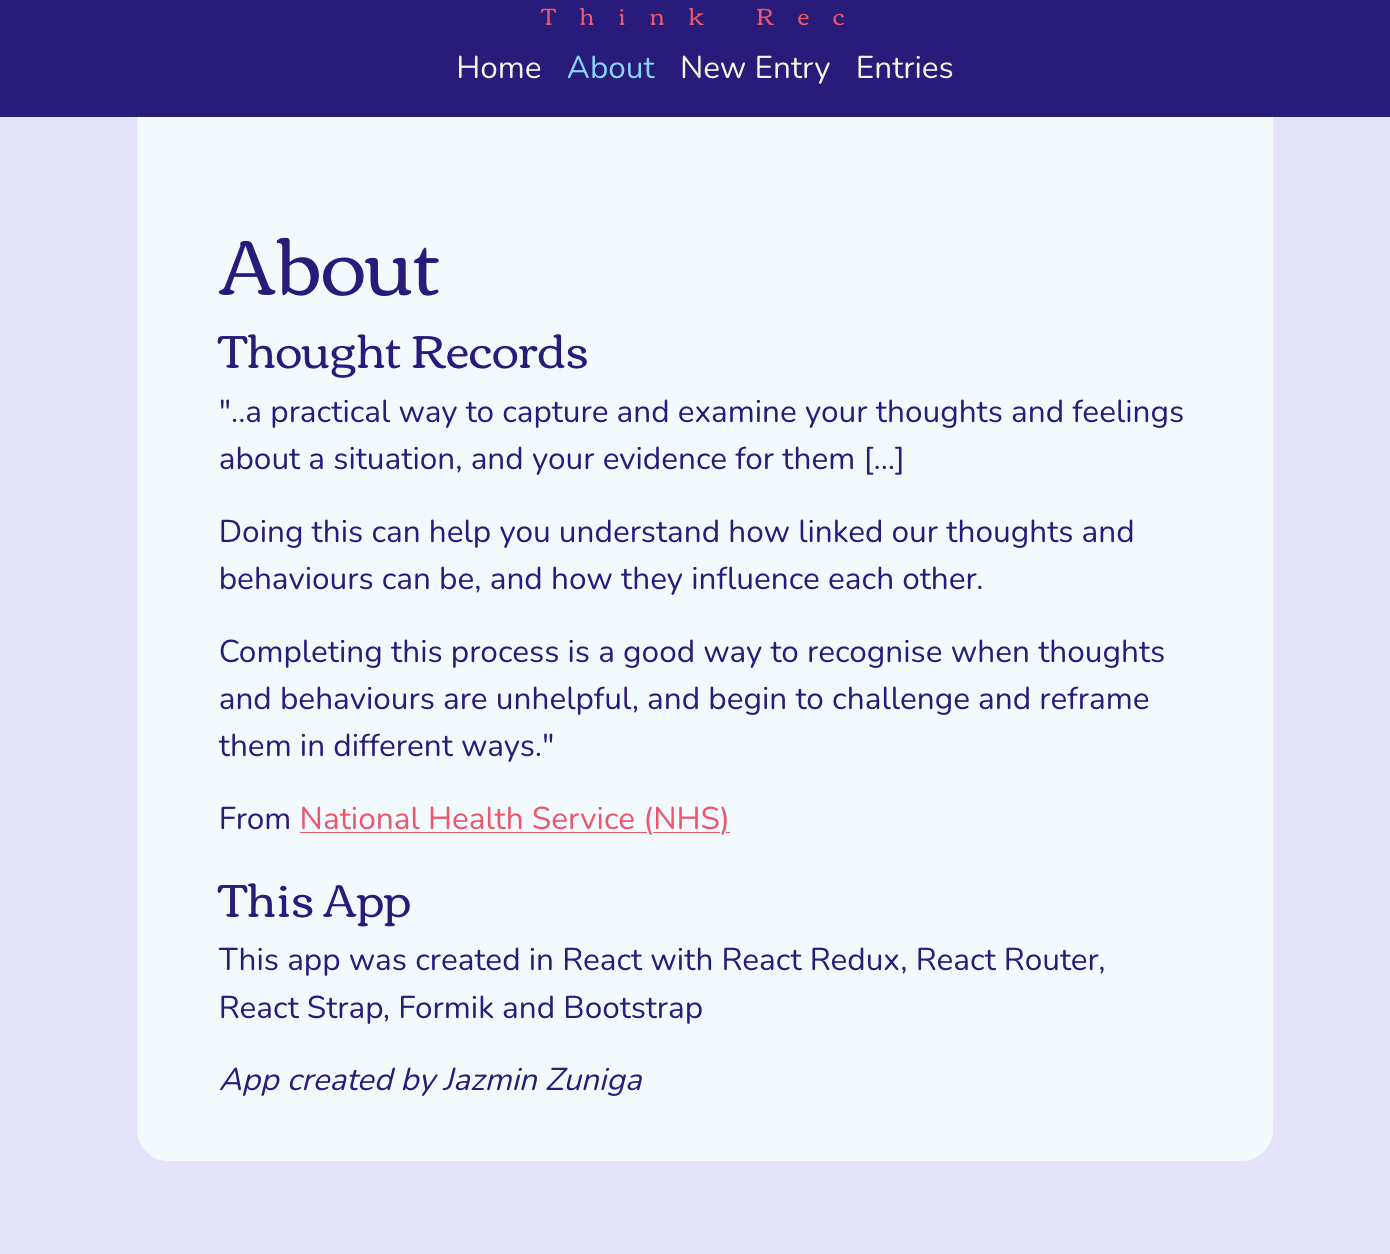 Think Rec
Home About New Entry Entries
About
Thought Records
"..a practical way to capture and examine your thoughts and feelings
about a situation, and your evidence for them [...]
Doing this can help you understand how linked our thoughts and
behaviours can be, and how they influence each other.
Completing this process is a good way to recognise when thoughts
and behaviours are unhelpful, and begin to challenge and reframe
them in different ways."
From National Health Service (NHS)
This App
This app was created in React with React Redux, React Router,
React Strap, Formik and Bootstrap
App created by Jazmin Zuniga